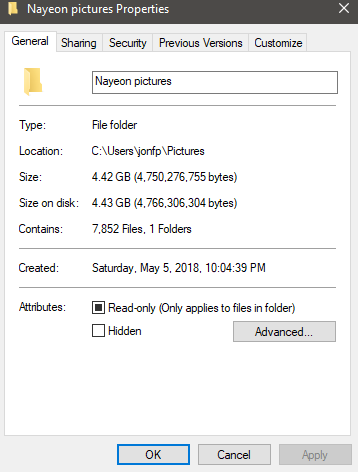 Nayeon pictures Properties
General Sharing Security Previous Versions Customize
Nayeon pictures
Type: File folder
Location: C:\Users\jonfp\Pictures
Size: 4.42 GB (4,750,276,755 bytes)
Size on disk: 4.43 GB (4,766,306,304 bytes)
Contains: 7,852 Files, 1 Folders
Created: Saturday, May 5, 2018, 10:04:39 PM
Attributes: Read-only (Only applies to files in folder)
Hidden Advanced...
OK Cancel Apply